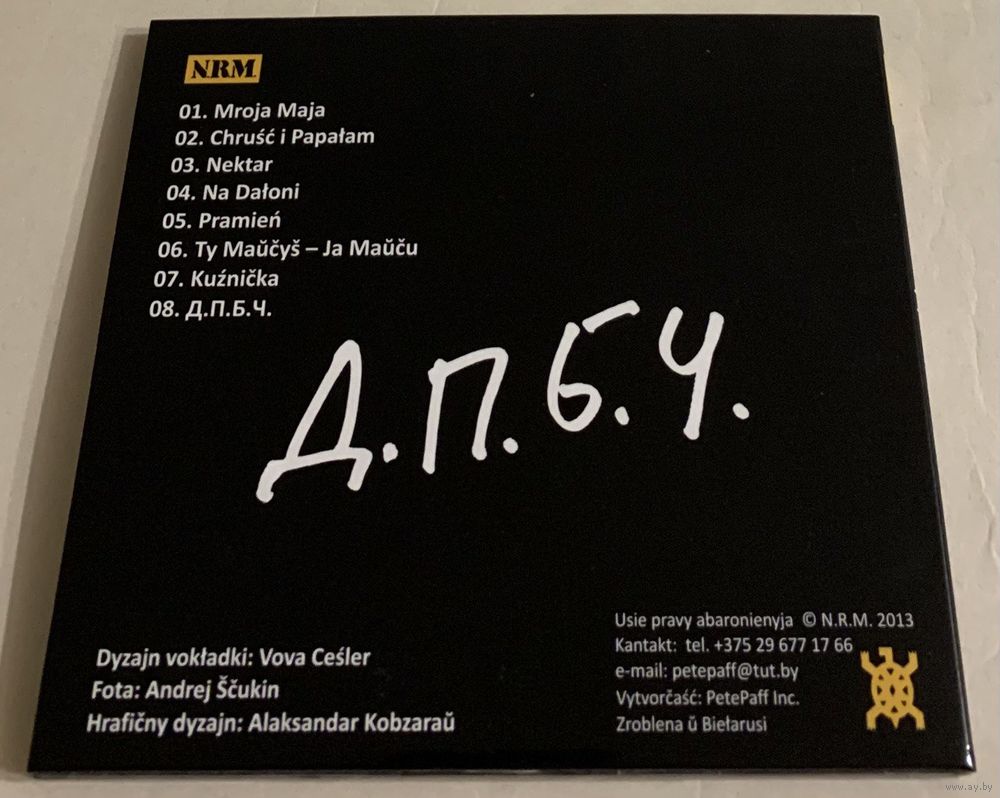 N.R.M.
01. Mroja Maja
02. Chruść i Papałam
03. Nektar
04. Na Dałoni
05. Pramień
06. Ty Maŭčyš – Ja Maŭču
07. Kuźnička
08. Д.П.Б.Ч.
Д.П.Б.Ч.
Dyzajn vokładki: Vova Ceśler
Fota: Andrej Ščukin
Hrafičny dyzajn: Alaksandar Kobzaraŭ
Usie pravy abaronienyja © N.R.M. 2013
Kantakt: tel. +375 29 677 17 66
e-mail: petepaff@tut.by
Vytvorčaść: PetePaff Inc.
Zroblena ŭ Biełarusi
www.ay.by